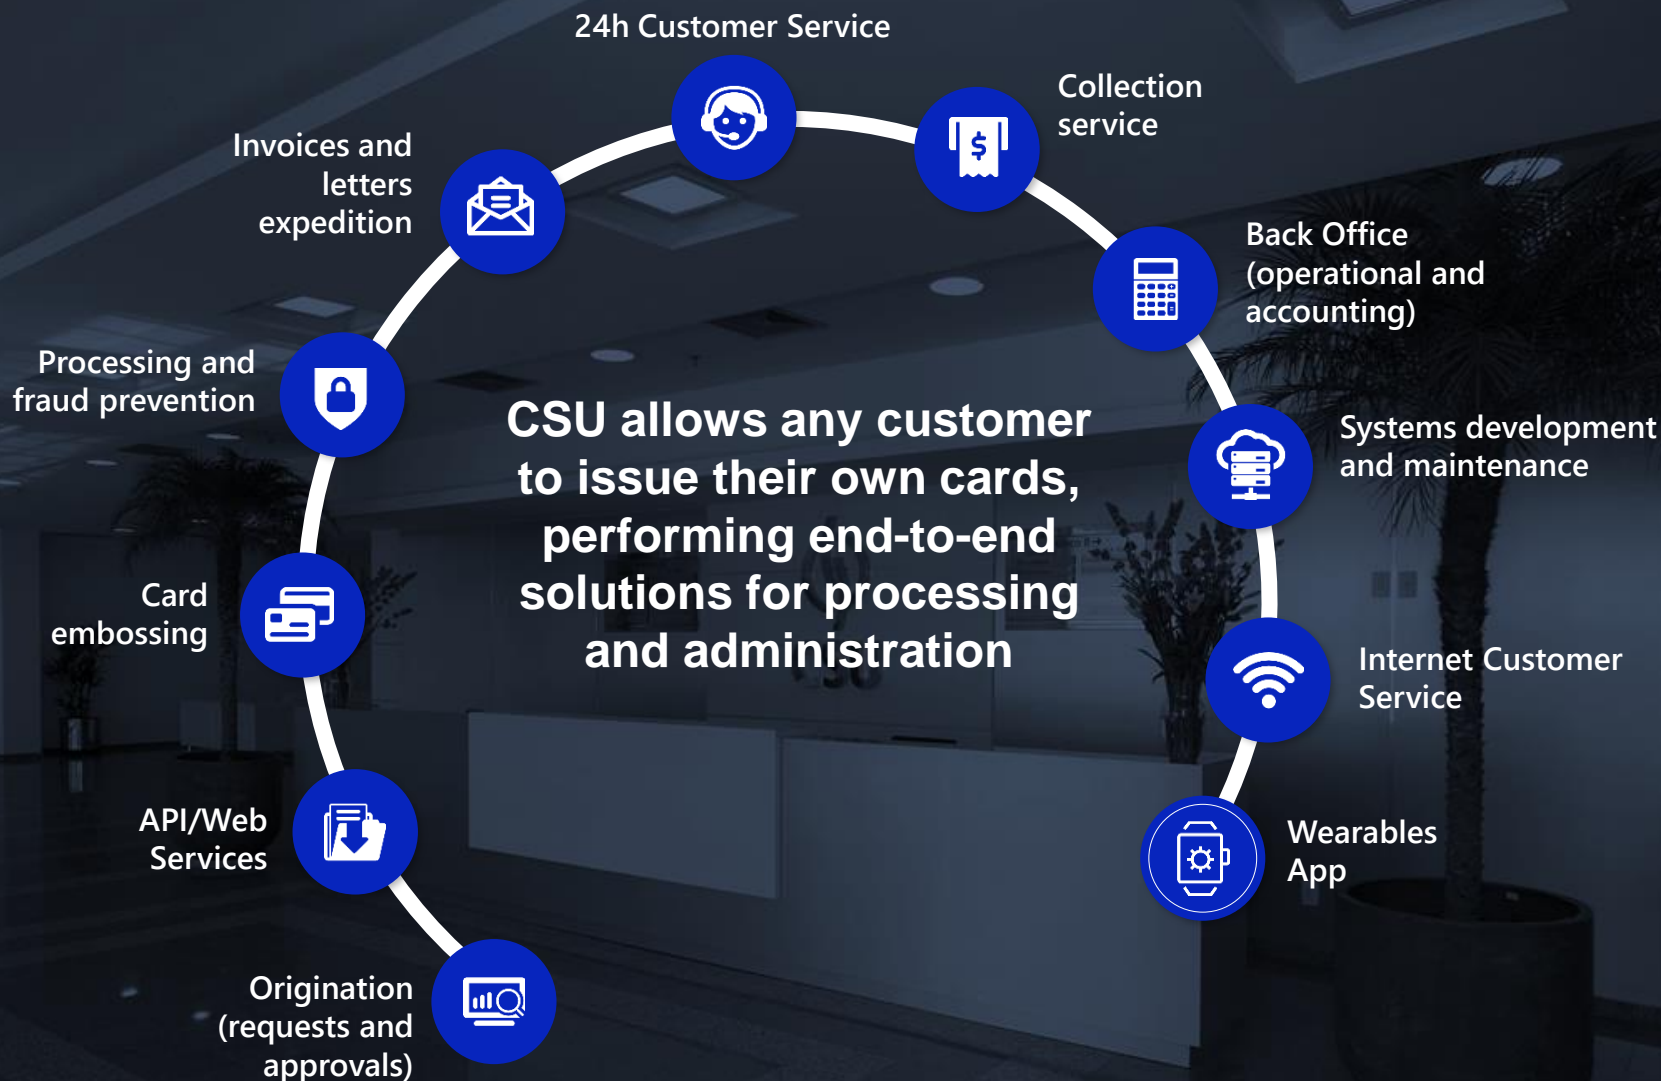 24h Customer Service
Collection
service
Invoices and
letters
expedition
Back Office
(operational and
accounting)
Processing and
fraud prevention
CSU allows any customer
to issue their own cards,
performing end-to-end
solutions for processing
and administration
Systems development
and maintenance
Card
embossing
Internet Customer
Service
API/Web
Services
Wearables
App
Origination
(requests and
approvals)
$